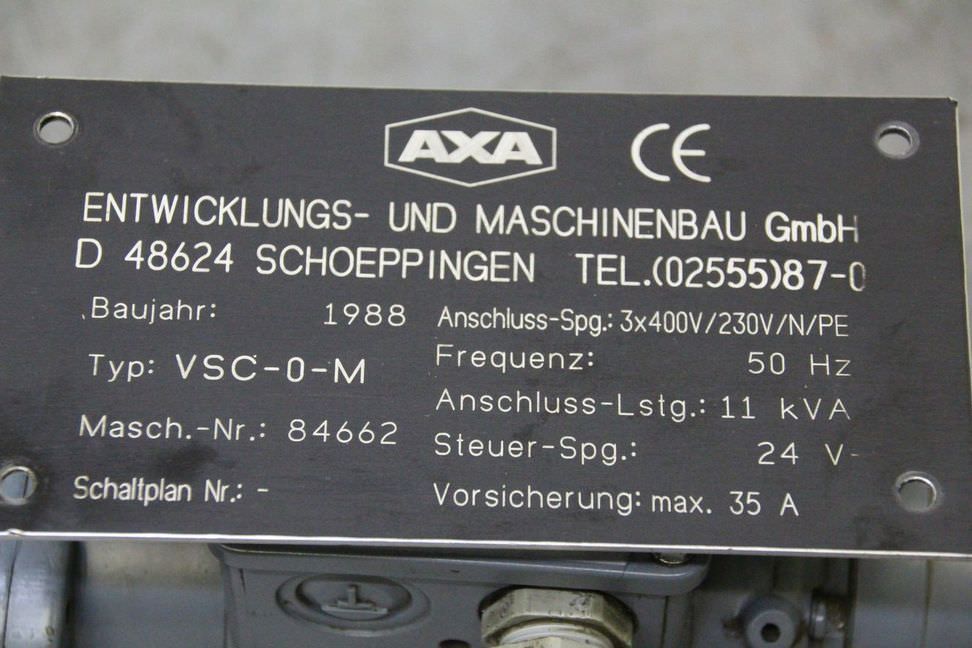 AXA CE
ENTWICKLUNGS- UND MASCHINENBAU GmbH
D 48624 SCHOEPPINGEN TEL.(02555)87-0
Baujahr: 1988
Typ: VSC-0-M
Masch.-Nr.: 84662
Schaltplan Nr.: -
Anschluss-Spg.: 3x400V/230V/N/PE
Frequenz: 50 Hz
Anschluss-Lstg.: 11 kVA
Steuer-Spg.: 24 V-
Vorsicherung: max. 35 A